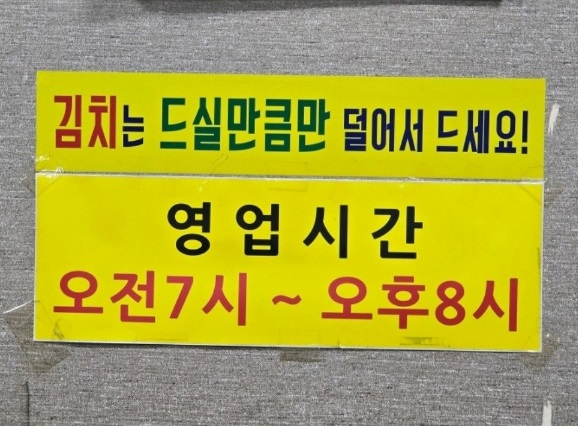 김치는 드실만큼만 덜어서 드세요!
영업시간
오전7시 ~ 오후8시